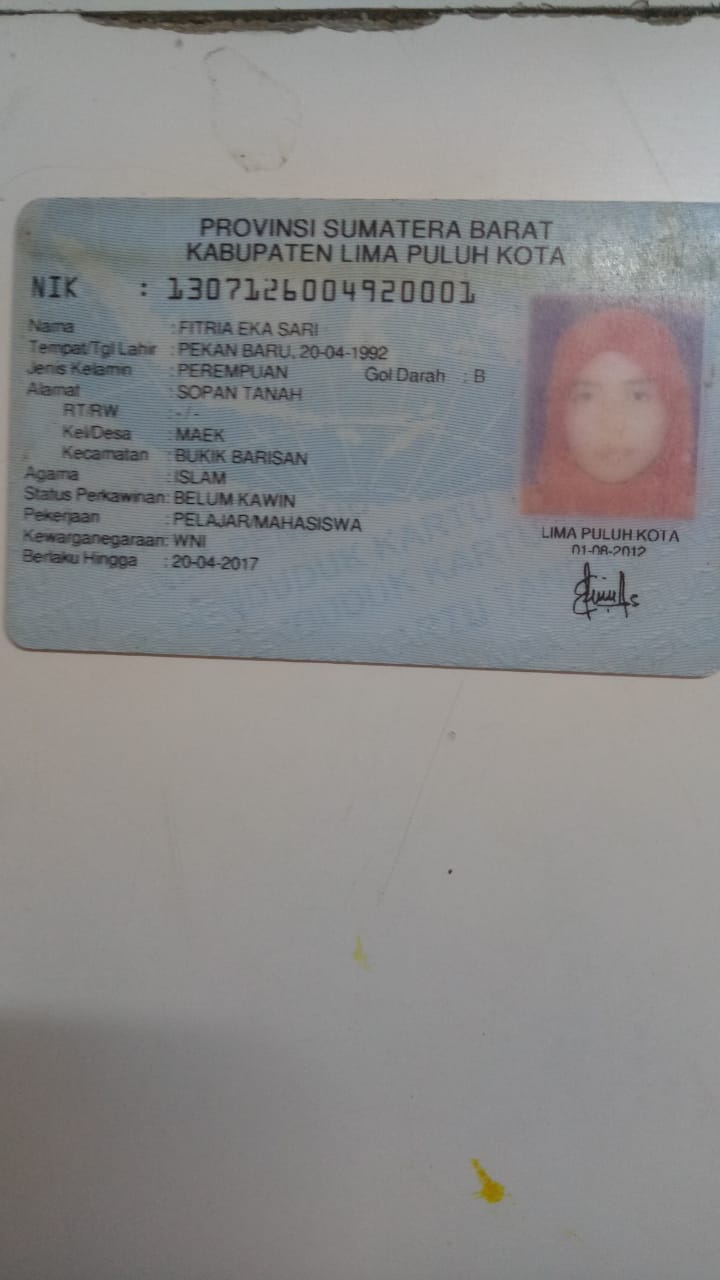 PROVINSI SUMATERA BARAT
KABUPATEN LIMA PULUH KOTA
NIK : 1307126004920001
Nama : FITRIA EKA SARI
Tempat/Tgl Lahir : PEKAN BARU, 20-04-1992
Jenis Kelamin : PEREMPUAN Gol Darah : B
Alamat : SOPAN TANAH
RT/RW : - / -
Kel/Desa : MAEK
Kecamatan : BUKIK BARISAN
Agama : ISLAM
Status Perkawinan: BELUM KAWIN
Pekerjaan : PELAJAR/MAHASISWA
Kewarganegaraan: WNI
Berlaku Hingga : 20-04-2017
LIMA PULUH KOTA
01-08-2012